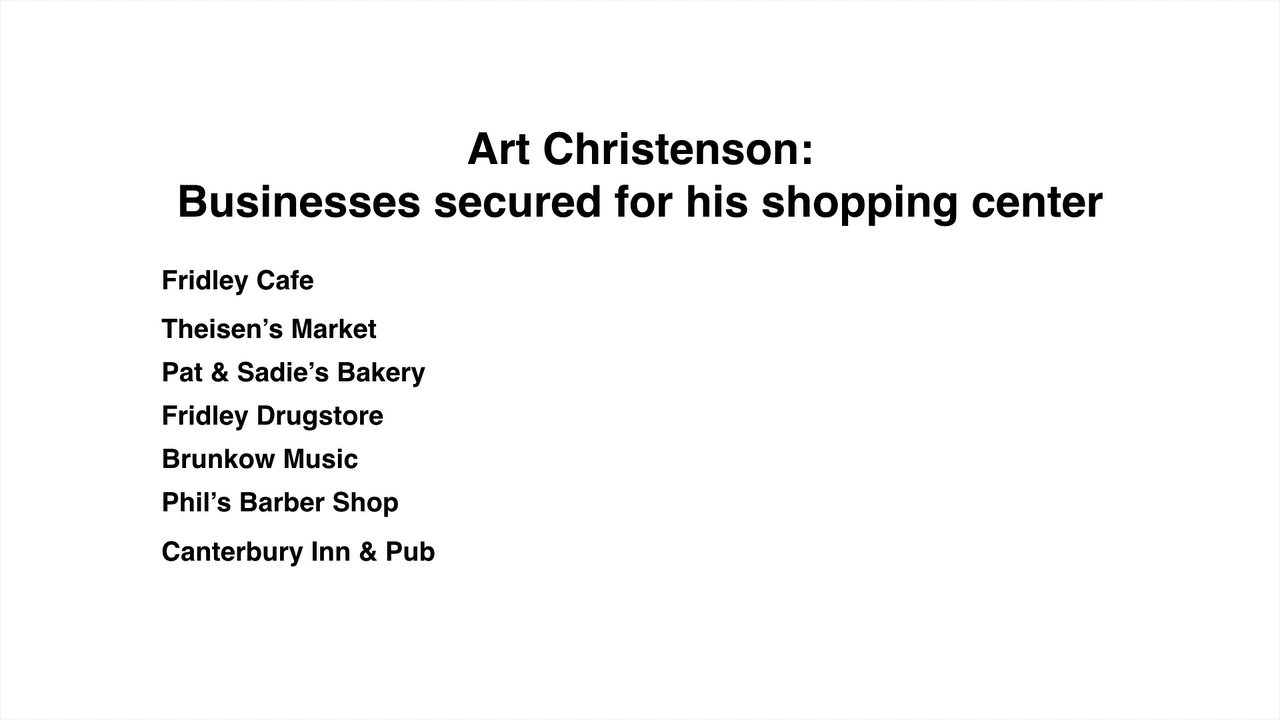 Art Christenson:
Businesses secured for his shopping center
Fridley Cafe
Theisen’s Market
Pat & Sadie’s Bakery
Fridley Drugstore
Brunkow Music
Phil’s Barber Shop
Canterbury Inn & Pub